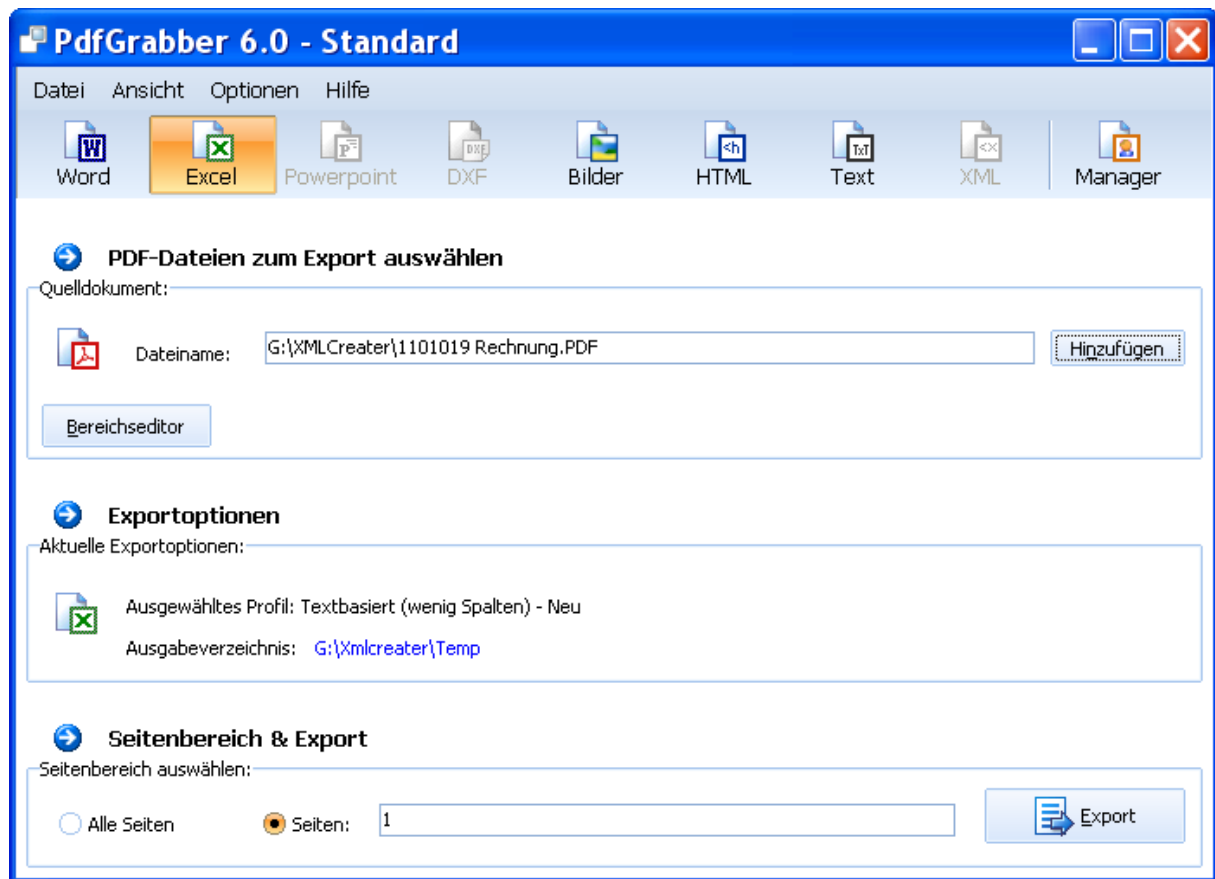 PdfGrabber 6.0 - Standard
Datei Ansicht Optionen Hilfe
W X P DXF <h TXT <X
Word Excel Powerpoint DXF Bilder HTML Text XML Manager
PDF-Dateien zum Export auswählen
Quelldokument:
Dateiname: G:\XMLCreater\1101019 Rechnung.PDF Hinzufügen
Bereichseditor
Exportoptionen
Aktuelle Exportoptionen:
Ausgewähltes Profil: Textbasiert (wenig Spalten) - Neu
Ausgabeverzeichnis: G:\Xmlcreater\Temp
Seitenbereich & Export
Seitenbereich auswählen:
Alle Seiten Seiten: 1 Export